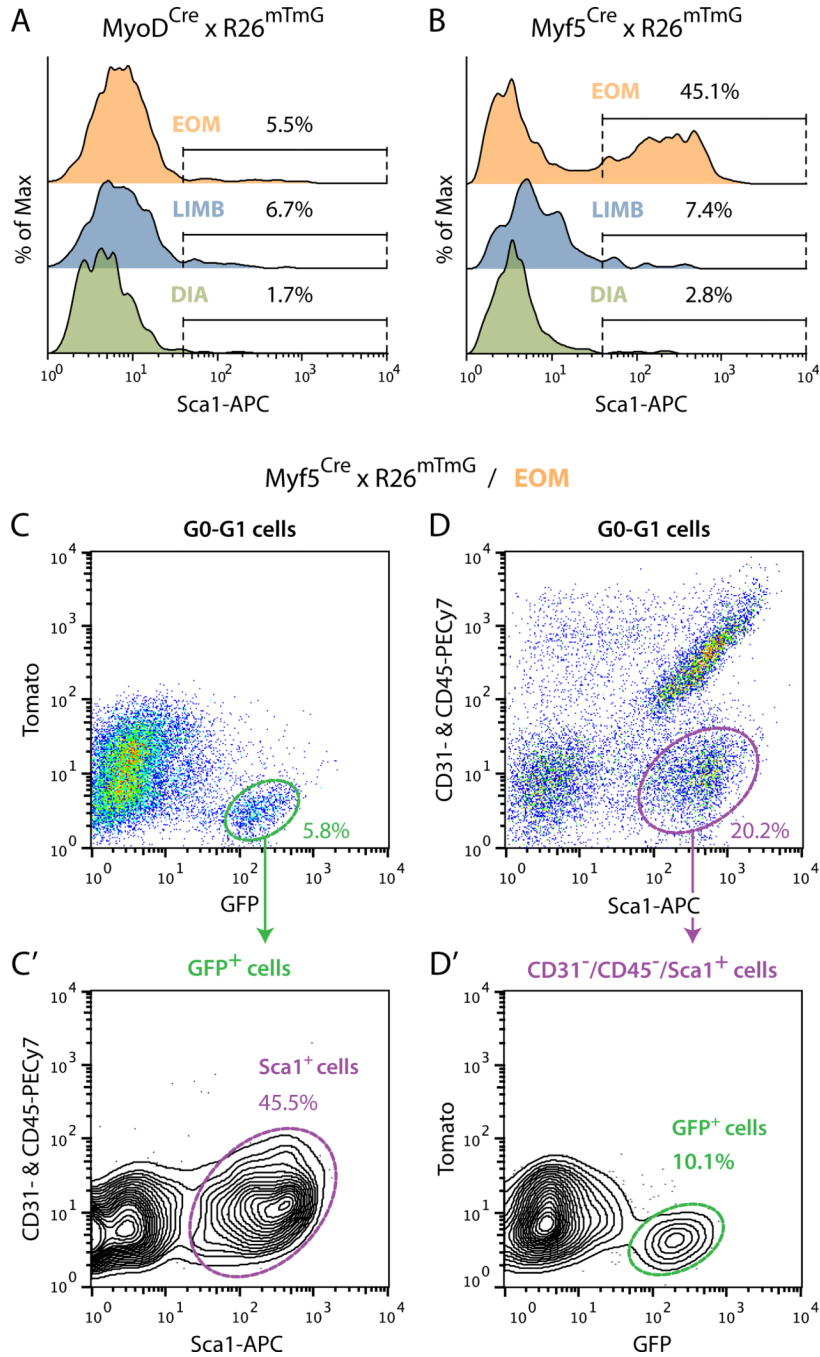 A
MyoD^Cre x R26^mTmG
% of Max
EOM 5.5%
LIMB 6.7%
DIA 1.7%
10^0 10^1 10^2 10^3 10^4
Sca1-APC
B
Myf5^Cre x R26^mTmG
% of Max
EOM 45.1%
LIMB 7.4%
DIA 2.8%
10^0 10^1 10^2 10^3 10^4
Sca1-APC
Myf5^Cre x R26^mTmG / EOM
C
G0-G1 cells
Tomato
10^4
10^3
10^2
10^1
10^0
5.8%
10^0 10^1 10^2 10^3 10^4
GFP
D
G0-G1 cells
CD31- & CD45-PECy7
10^4
10^3
10^2
10^1
10^0
20.2%
10^0 10^1 10^2 10^3 10^4
Sca1-APC
C'
GFP+ cells
CD31- & CD45-PECy7
10^4
10^3
10^2
10^1
10^0
Sca1+ cells
45.5%
10^0 10^1 10^2 10^3 10^4
Sca1-APC
D'
CD31-/CD45-/Sca1+ cells
Tomato
10^4
10^3
10^2
10^1
10^0
GFP+ cells
10.1%
10^0 10^1 10^2 10^3 10^4
GFP